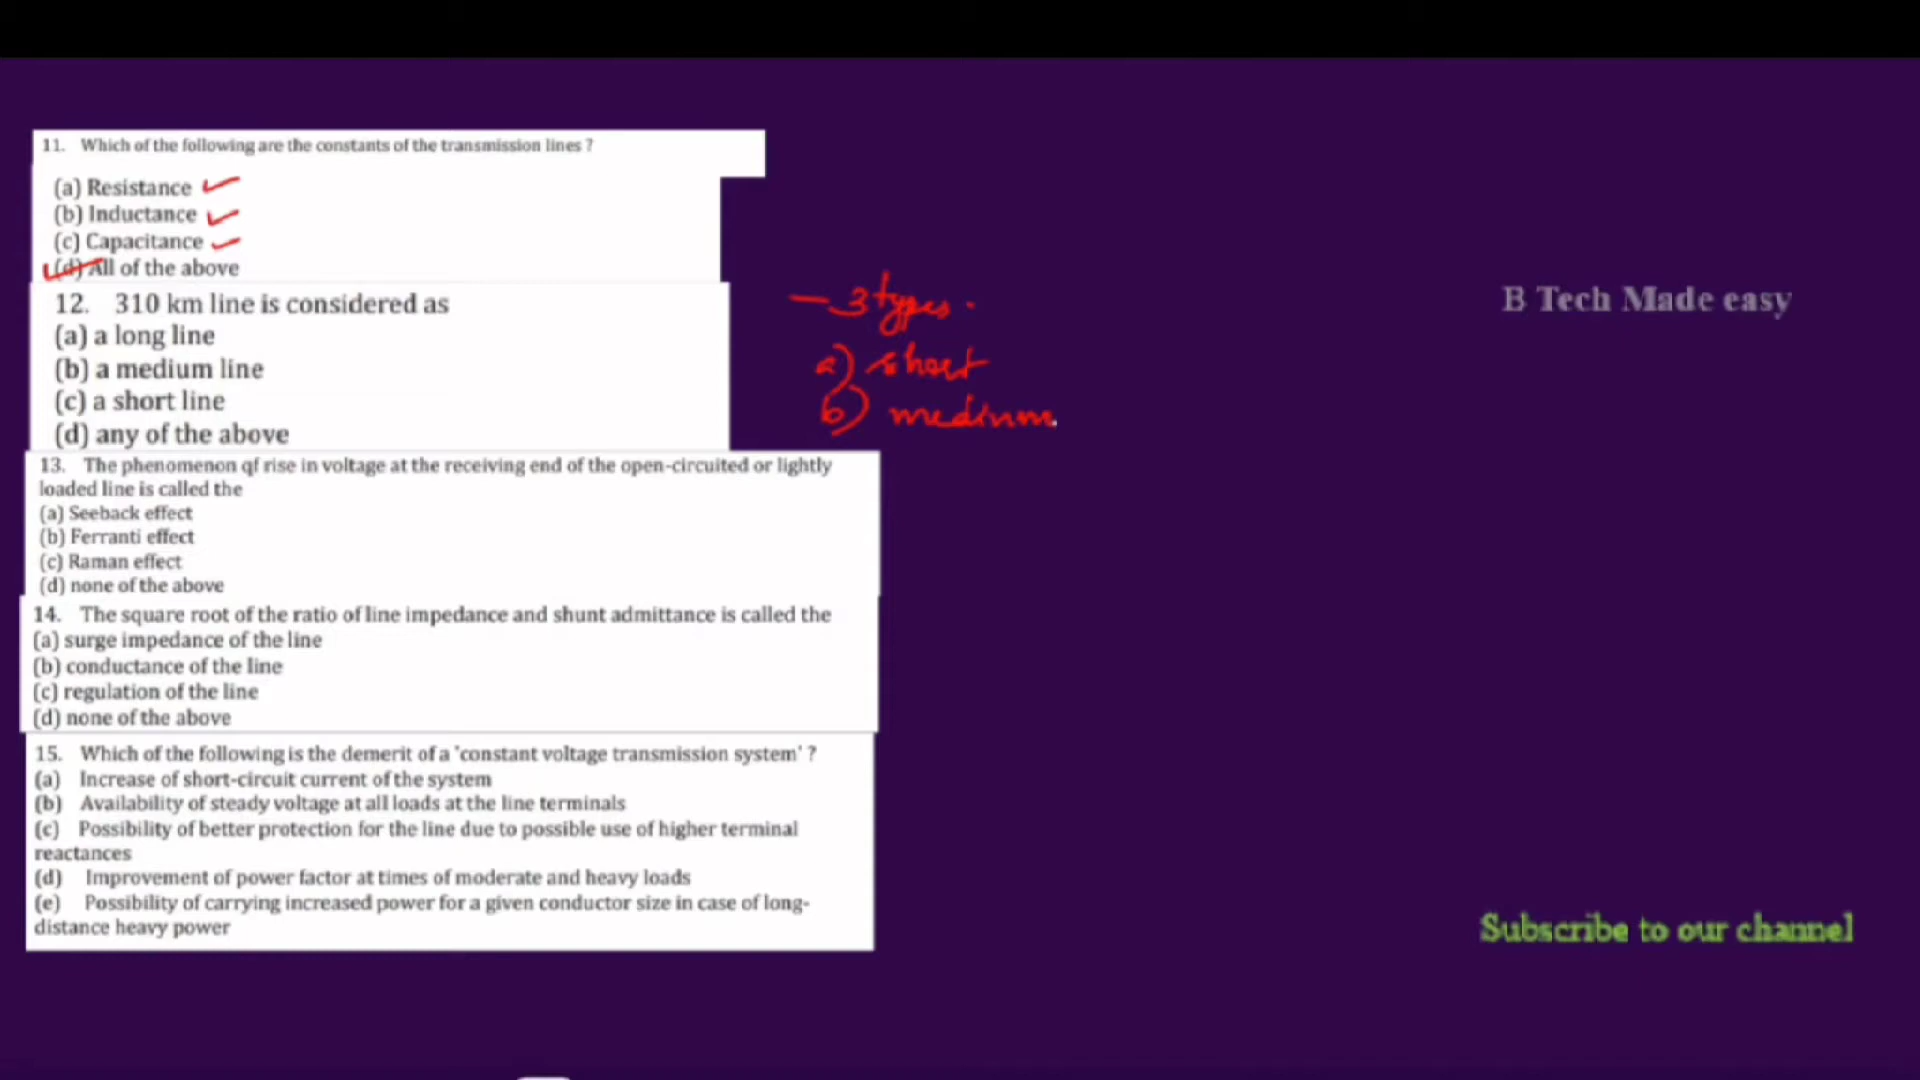 11. Which of the following are the constants of the transmission lines ?
(a) Resistance
(b) Inductance
(c) Capacitance
(d) All of the above
12. 310 km line is considered as
(a) a long line
(b) a medium line
(c) a short line
(d) any of the above
- 3 types.
a) short
b) medium
13. The phenomenon qf rise in voltage at the receiving end of the open-circuited or lightly
loaded line is called the
(a) Seeback effect
(b) Ferranti effect
(c) Raman effect
(d) none of the above
14. The square root of the ratio of line impedance and shunt admittance is called the
(a) surge impedance of the line
(b) conductance of the line
(c) regulation of the line
(d) none of the above
15. Which of the following is the demerit of a 'constant voltage transmission system' ?
(a) Increase of short-circuit current of the system
(b) Availability of steady voltage at all loads at the line terminals
(c) Possibility of better protection for the line due to possible use of higher terminal
reactances
(d) Improvement of power factor at times of moderate and heavy loads
(e) Possibility of carrying increased power for a given conductor size in case of long-
distance heavy power
B Tech Made easy
Subscribe to our channel